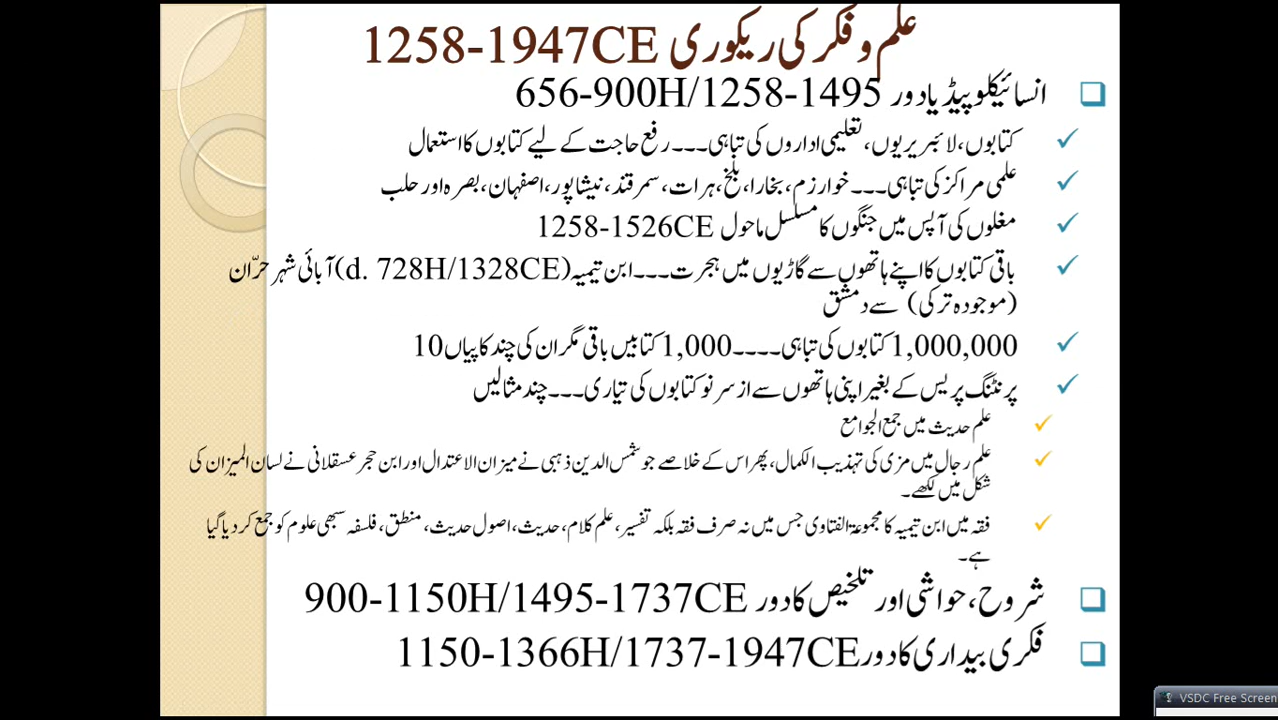 علم و فکر کی ریکوری 1258-1947CE
انسائیکلو پیڈیا دور 656-900H/1258-1495
کتابوں، لائبریریوں، تعلیمی اداروں کی تباہی۔۔۔ رفع حاجت کے لیے کتابوں کا استعمال
علمی مراکز کی تباہی۔۔۔ خوارزم، بخارا، بلخ، ہرات، سمرقند، نیشاپور، اصفہان، بصرہ اور حلب
مغلوں کی آپس میں جنگوں کا مسلسل ماحول 1258-1526CE
باقی کتابوں کا اپنے ہاتھوں سے گاڑیوں میں ہجرت۔۔۔ ابن تیمیہ (d. 728H/1328CE) آبائی شہر حرّان
(موجودہ ترکی) سے دمشق
1,000,000 کتابوں کی تباہی۔۔۔۔ 1,000 کتابیں باقی مگر ان کی چند کاپیاں 10
پرنٹنگ پریس کے بغیر اپنی ہاتھوں سے از سر نو کتابوں کی تیاری۔۔۔ چند مثالیں
علم حدیث میں جمع الجوامع
علم رجال میں مزی کی تہذیب الکمال، پھر اس کے خلاصے جو شمس الدین ذہبی نے میزان الاعتدال اور ابن حجر عسقلانی نے لسان المیزان کی
شکل میں لکھے۔
فقہ میں ابن تیمیہ کا مجموعۃ الفتاوی جس میں نہ صرف فقہ بلکہ تفسیر، علم کلام، حدیث، اصول حدیث، منطق، فلسفہ سبھی علوم کو جمع کر دیا گیا
ہے۔
شروح، حواشی اور تلخیص کا دور 900-1150H/1495-1737CE
فکری بیداری کا دور 1150-1366H/1737-1947CE
VSDC Free Screen